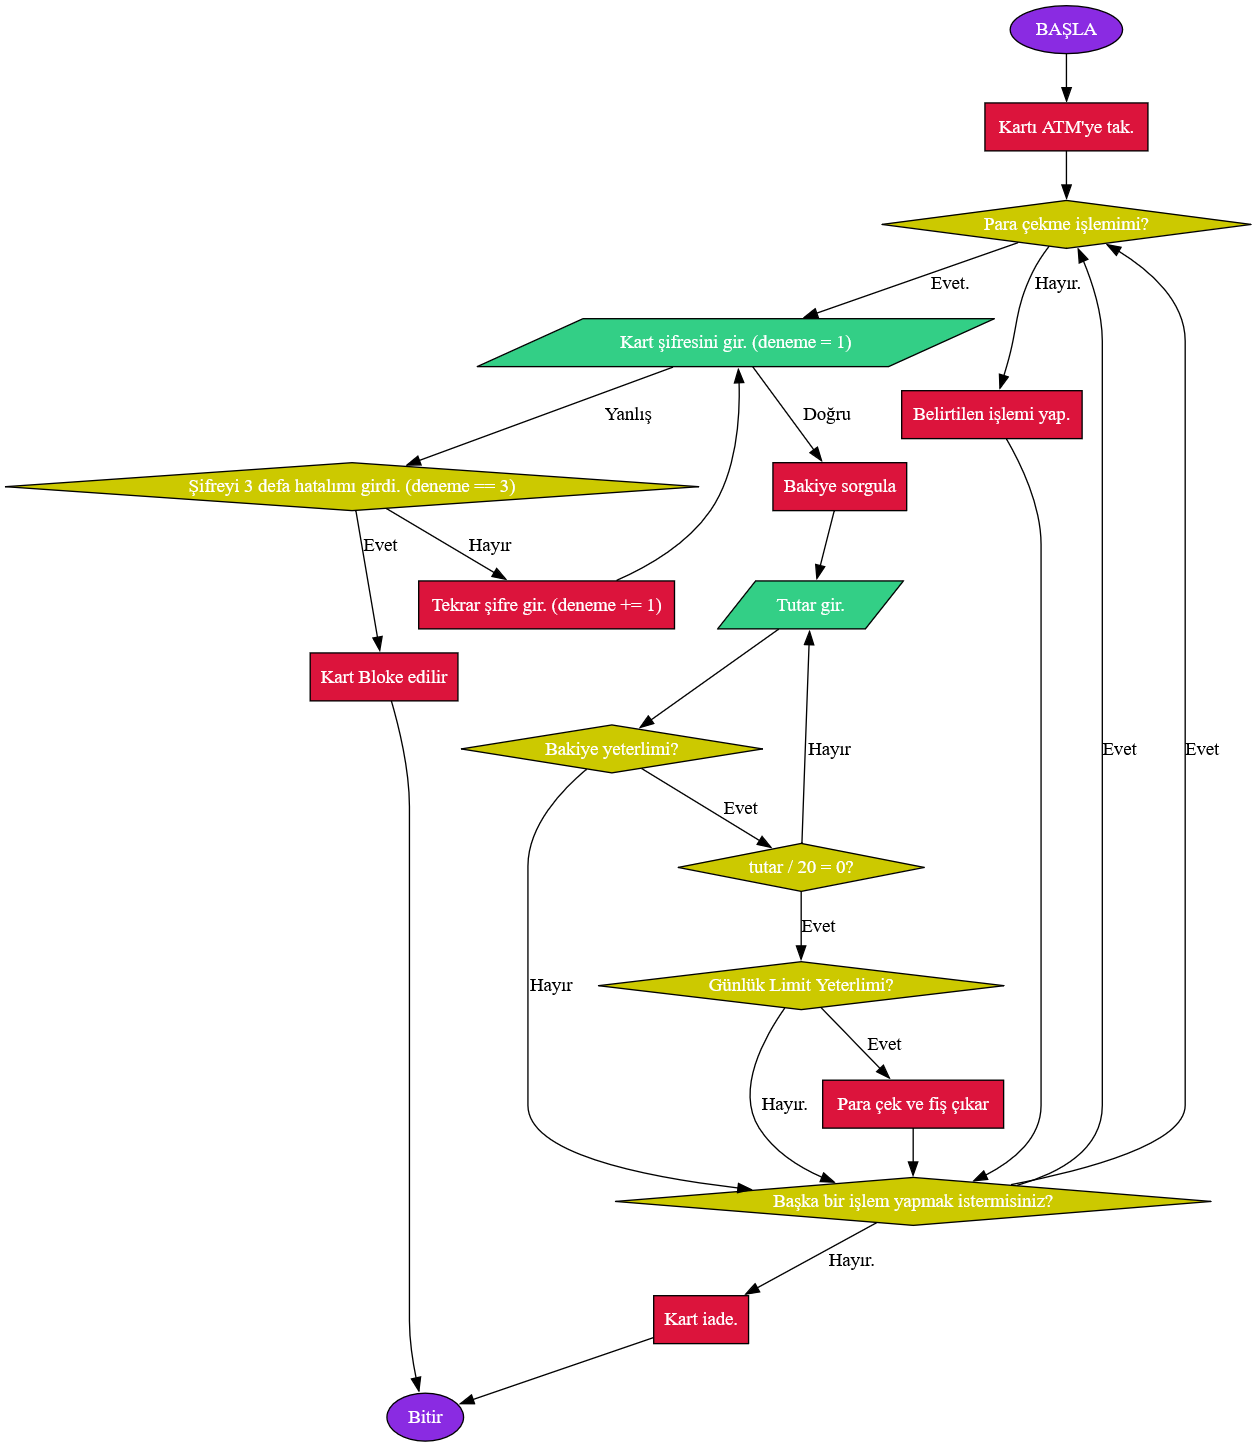 BAŞLA
Kartı ATM'ye tak.
Para çekme işlemimi?
Evet.
Hayır.
Kart şifresini gir. (deneme = 1)
Belirtilen işlemi yap.
Yanlış
Doğru
Şifreyi 3 defa hatalımı girdi. (deneme == 3)
Bakiye sorgula
Evet
Hayır
Tekrar şifre gir. (deneme += 1)
Tutar gir.
Kart Bloke edilir
Bakiye yeterlimi?
Hayır
Evet
Evet
Evet
tutar / 20 = 0?
Evet
Hayır
Günlük Limit Yeterlimi?
Evet
Hayır.
Para çek ve fiş çıkar
Başka bir işlem yapmak istermisiniz?
Hayır.
Kart iade.
Bitir